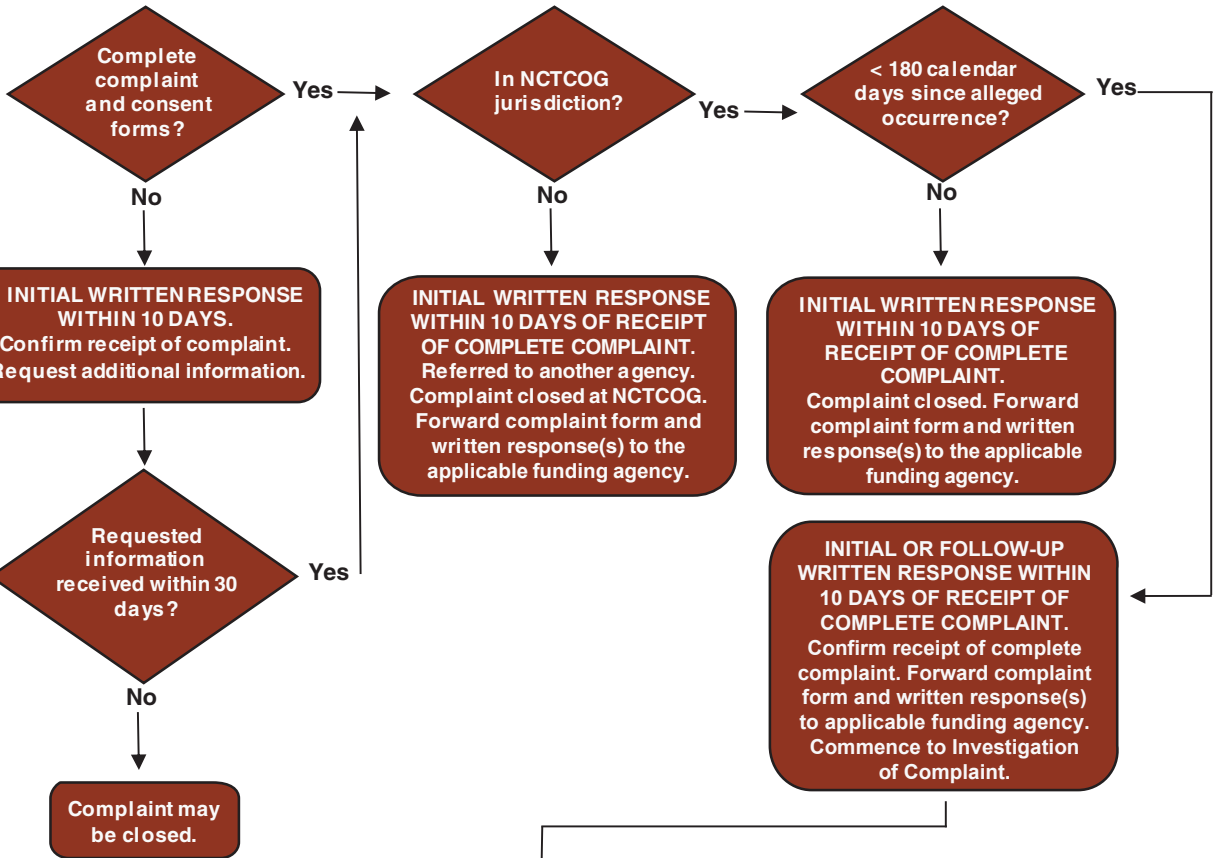 Complete
complaint
and consent
forms?
Yes
No
In NCTCOG
jurisdiction?
Yes
No
< 180 calendar
days since alleged
occurrence?
Yes
No
INITIAL WRITTEN RESPONSE
WITHIN 10 DAYS.
Confirm receipt of complaint.
Request additional information.
INITIAL WRITTEN RESPONSE
WITHIN 10 DAYS OF RECEIPT
OF COMPLETE COMPLAINT.
Referred to another agency.
Complaint closed at NCTCOG.
Forward complaint form and
written response(s) to the
applicable funding agency.
INITIAL WRITTEN RESPONSE
WITHIN 10 DAYS OF
RECEIPT OF COMPLETE
COMPLAINT.
Complaint closed. Forward
complaint form and written
response(s) to the applicable
funding agency.
Requested
information
received within 30
days?
Yes
No
INITIAL OR FOLLOW-UP
WRITTEN RESPONSE WITHIN
10 DAYS OF RECEIPT OF
COMPLETE COMPLAINT.
Confirm receipt of complete
complaint. Forward complaint
form and written response(s)
to applicable funding agency.
Commence to Investigation
of Complaint.
Complaint may
be closed.